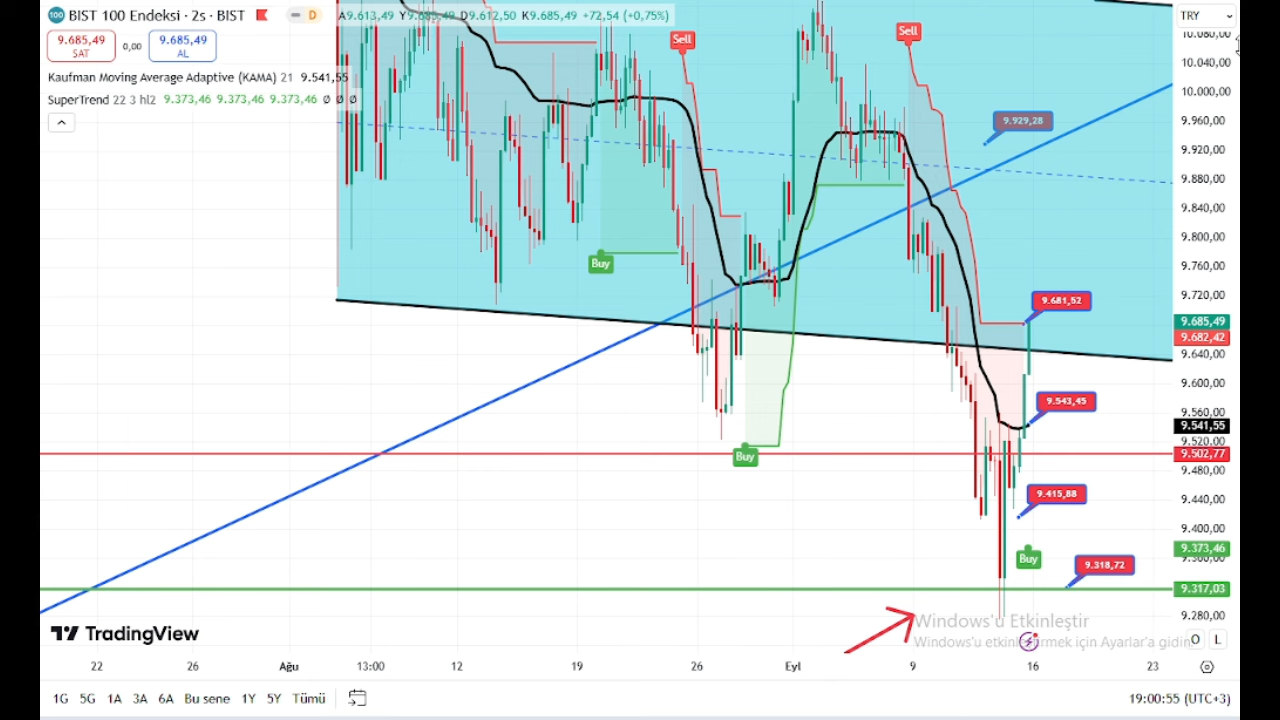 BIST 100 Endeksi · 2s · BIST
D
A9.613,49 Y9.685,49 D9.612,50 K9.685,49 +72,54 (+0,75%)
TRY
9.685,49
SAT
0,00
9.685,49
AL
Kaufman Moving Average Adaptive (KAMA) 21 9.541,55
SuperTrend 22 3 hl2 9.373,46 9.373,46 9.373,46 Ø Ø Ø
Sell
Sell
Buy
Buy
Buy
9.929,28
9.681,52
9.543,45
9.415,88
9.318,72
10.080,00
10.040,00
10.000,00
9.960,00
9.920,00
9.880,00
9.840,00
9.800,00
9.760,00
9.720,00
9.685,49
9.682,42
9.640,00
9.600,00
9.560,00
9.541,55
9.520,00
9.502,77
9.480,00
9.440,00
9.400,00
9.373,46
9.360,00
9.317,03
9.280,00
Windows'u Etkinleştir
Windows'u etkinleştirmek için Ayarlar'a gidin
O L
TradingView
22 26 Ağu 13:00 12 19 26 Eyl 9 16 23
1G 5G 1A 3A 6A Bu sene 1Y 5Y Tümü
19:00:55 (UTC+3)